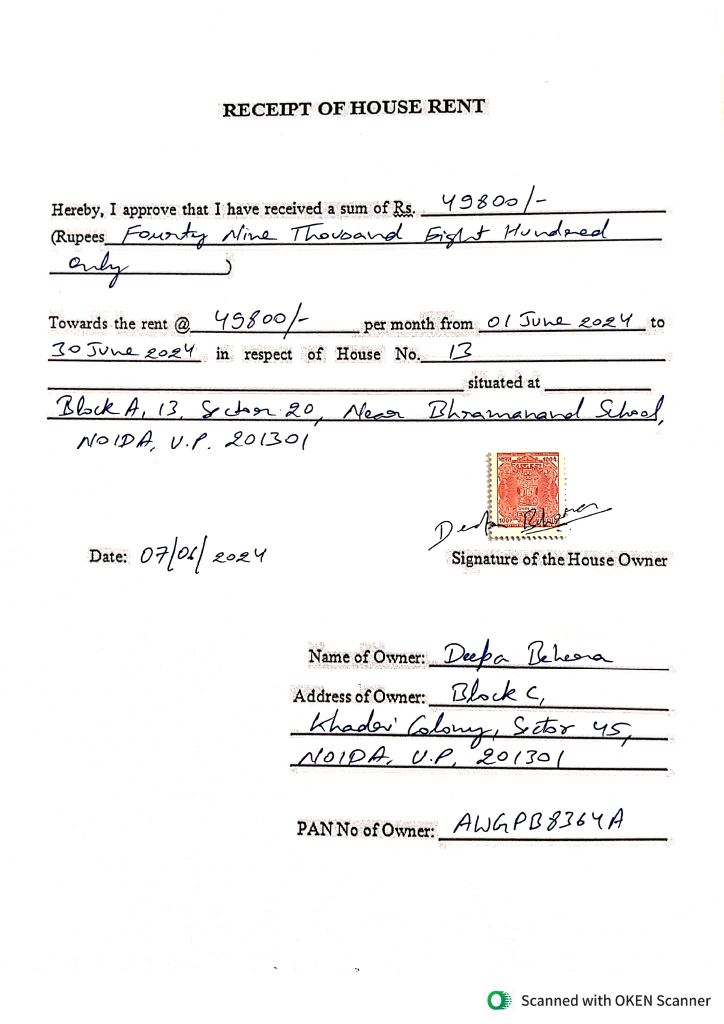 RECEIPT OF HOUSE RENT
Hereby, I approve that I have received a sum of Rs. 49800/-
(Rupees Fourty Nine Thousand Eight Hundred
only )
Towards the rent @ 49800/- per month from 01 June 2024 to
30 June 2024 in respect of House No. 13
situated at
Block A, 13, Sector 20, Near Bhramanand School,
NOIDA, U.P. 201301
भारत
INDIA
Deepa Behera
Date: 07/06/2024
Signature of the House Owner
Name of Owner: Deepa Behera
Address of Owner: Block C,
Khadar Colony, Sector 45,
NOIDA, U.P. 201301
PAN No of Owner: AWGPB8364A
Scanned with OKEN Scanner